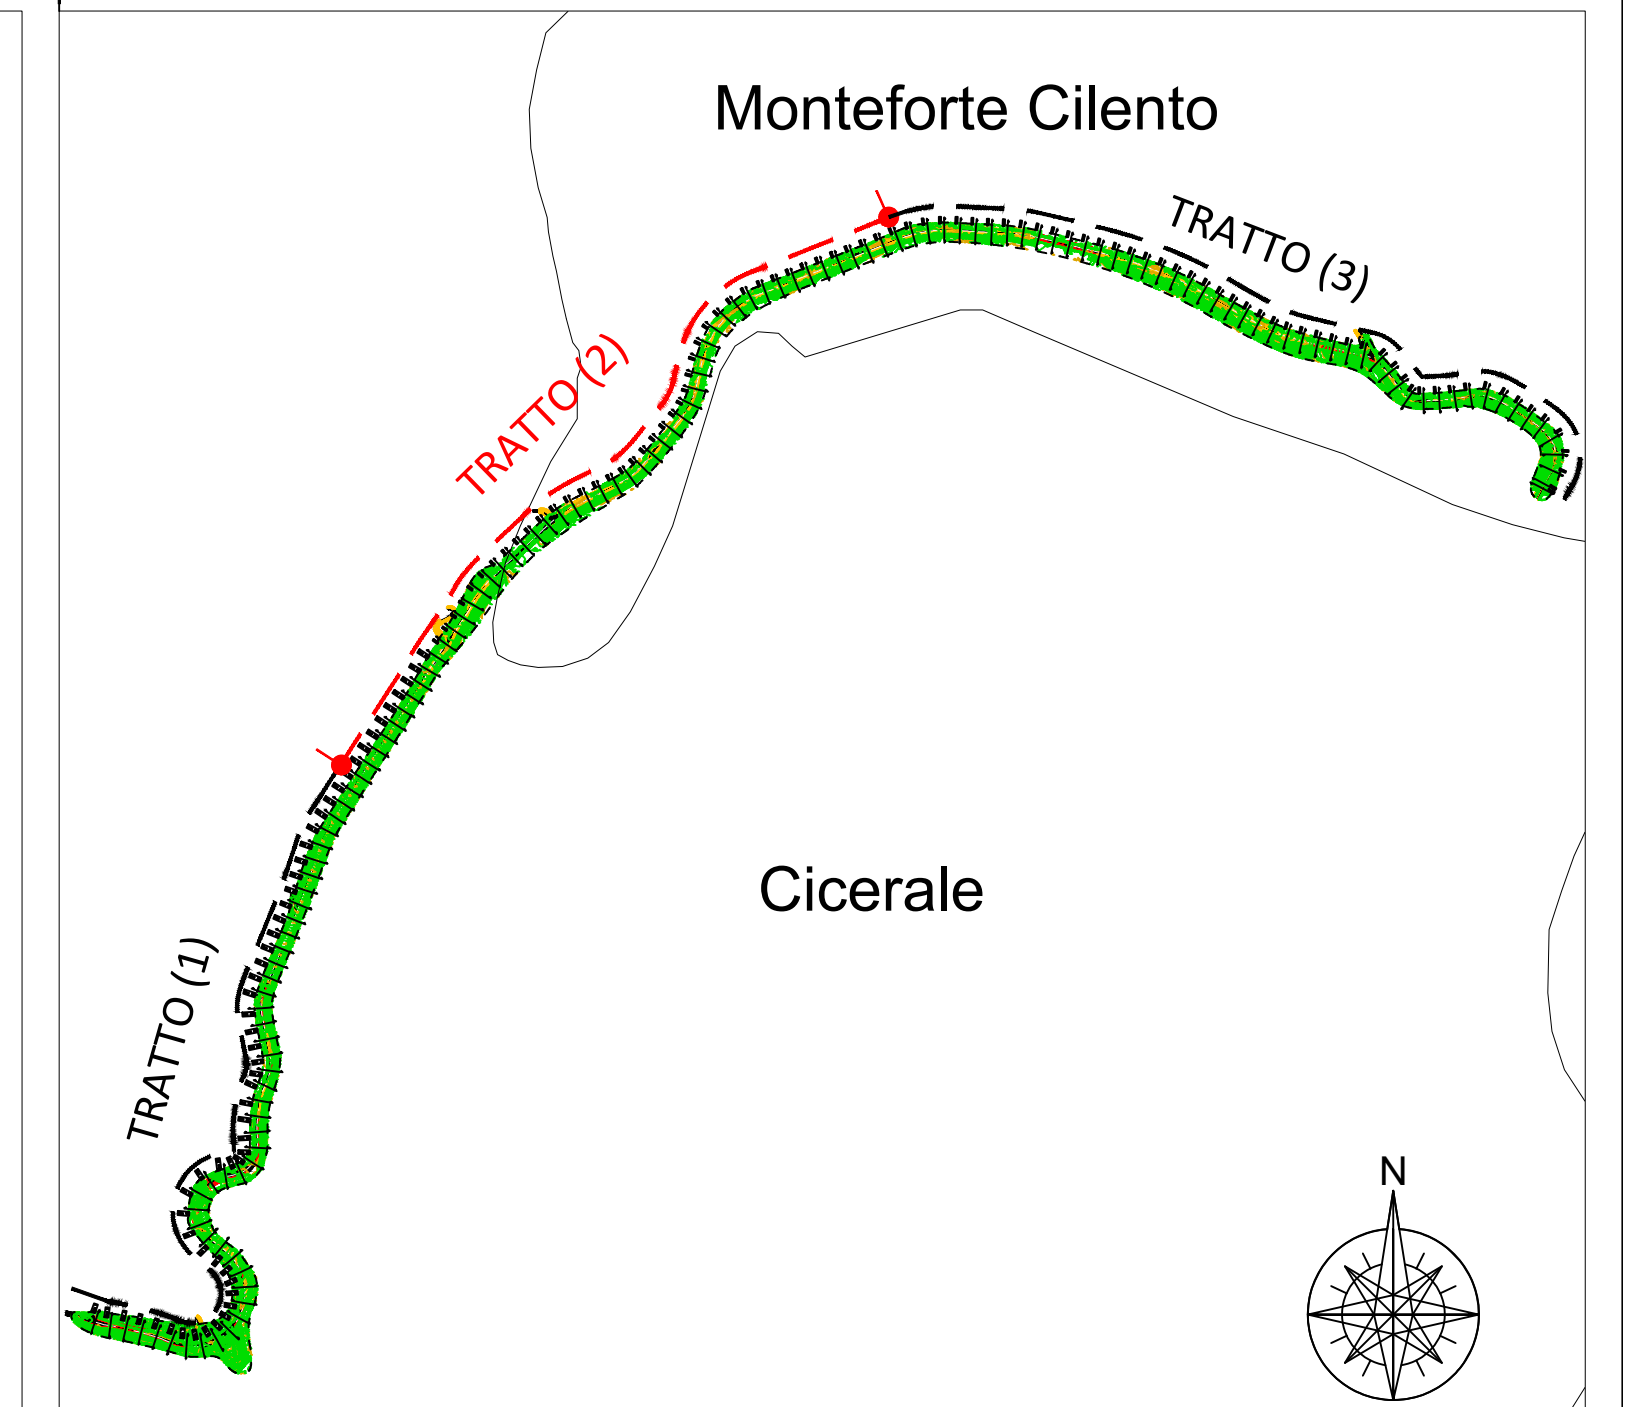 Monteforte Cilento
TRATTO (3)
TRATTO (2)
Cicerale
TRATTO (1)
N